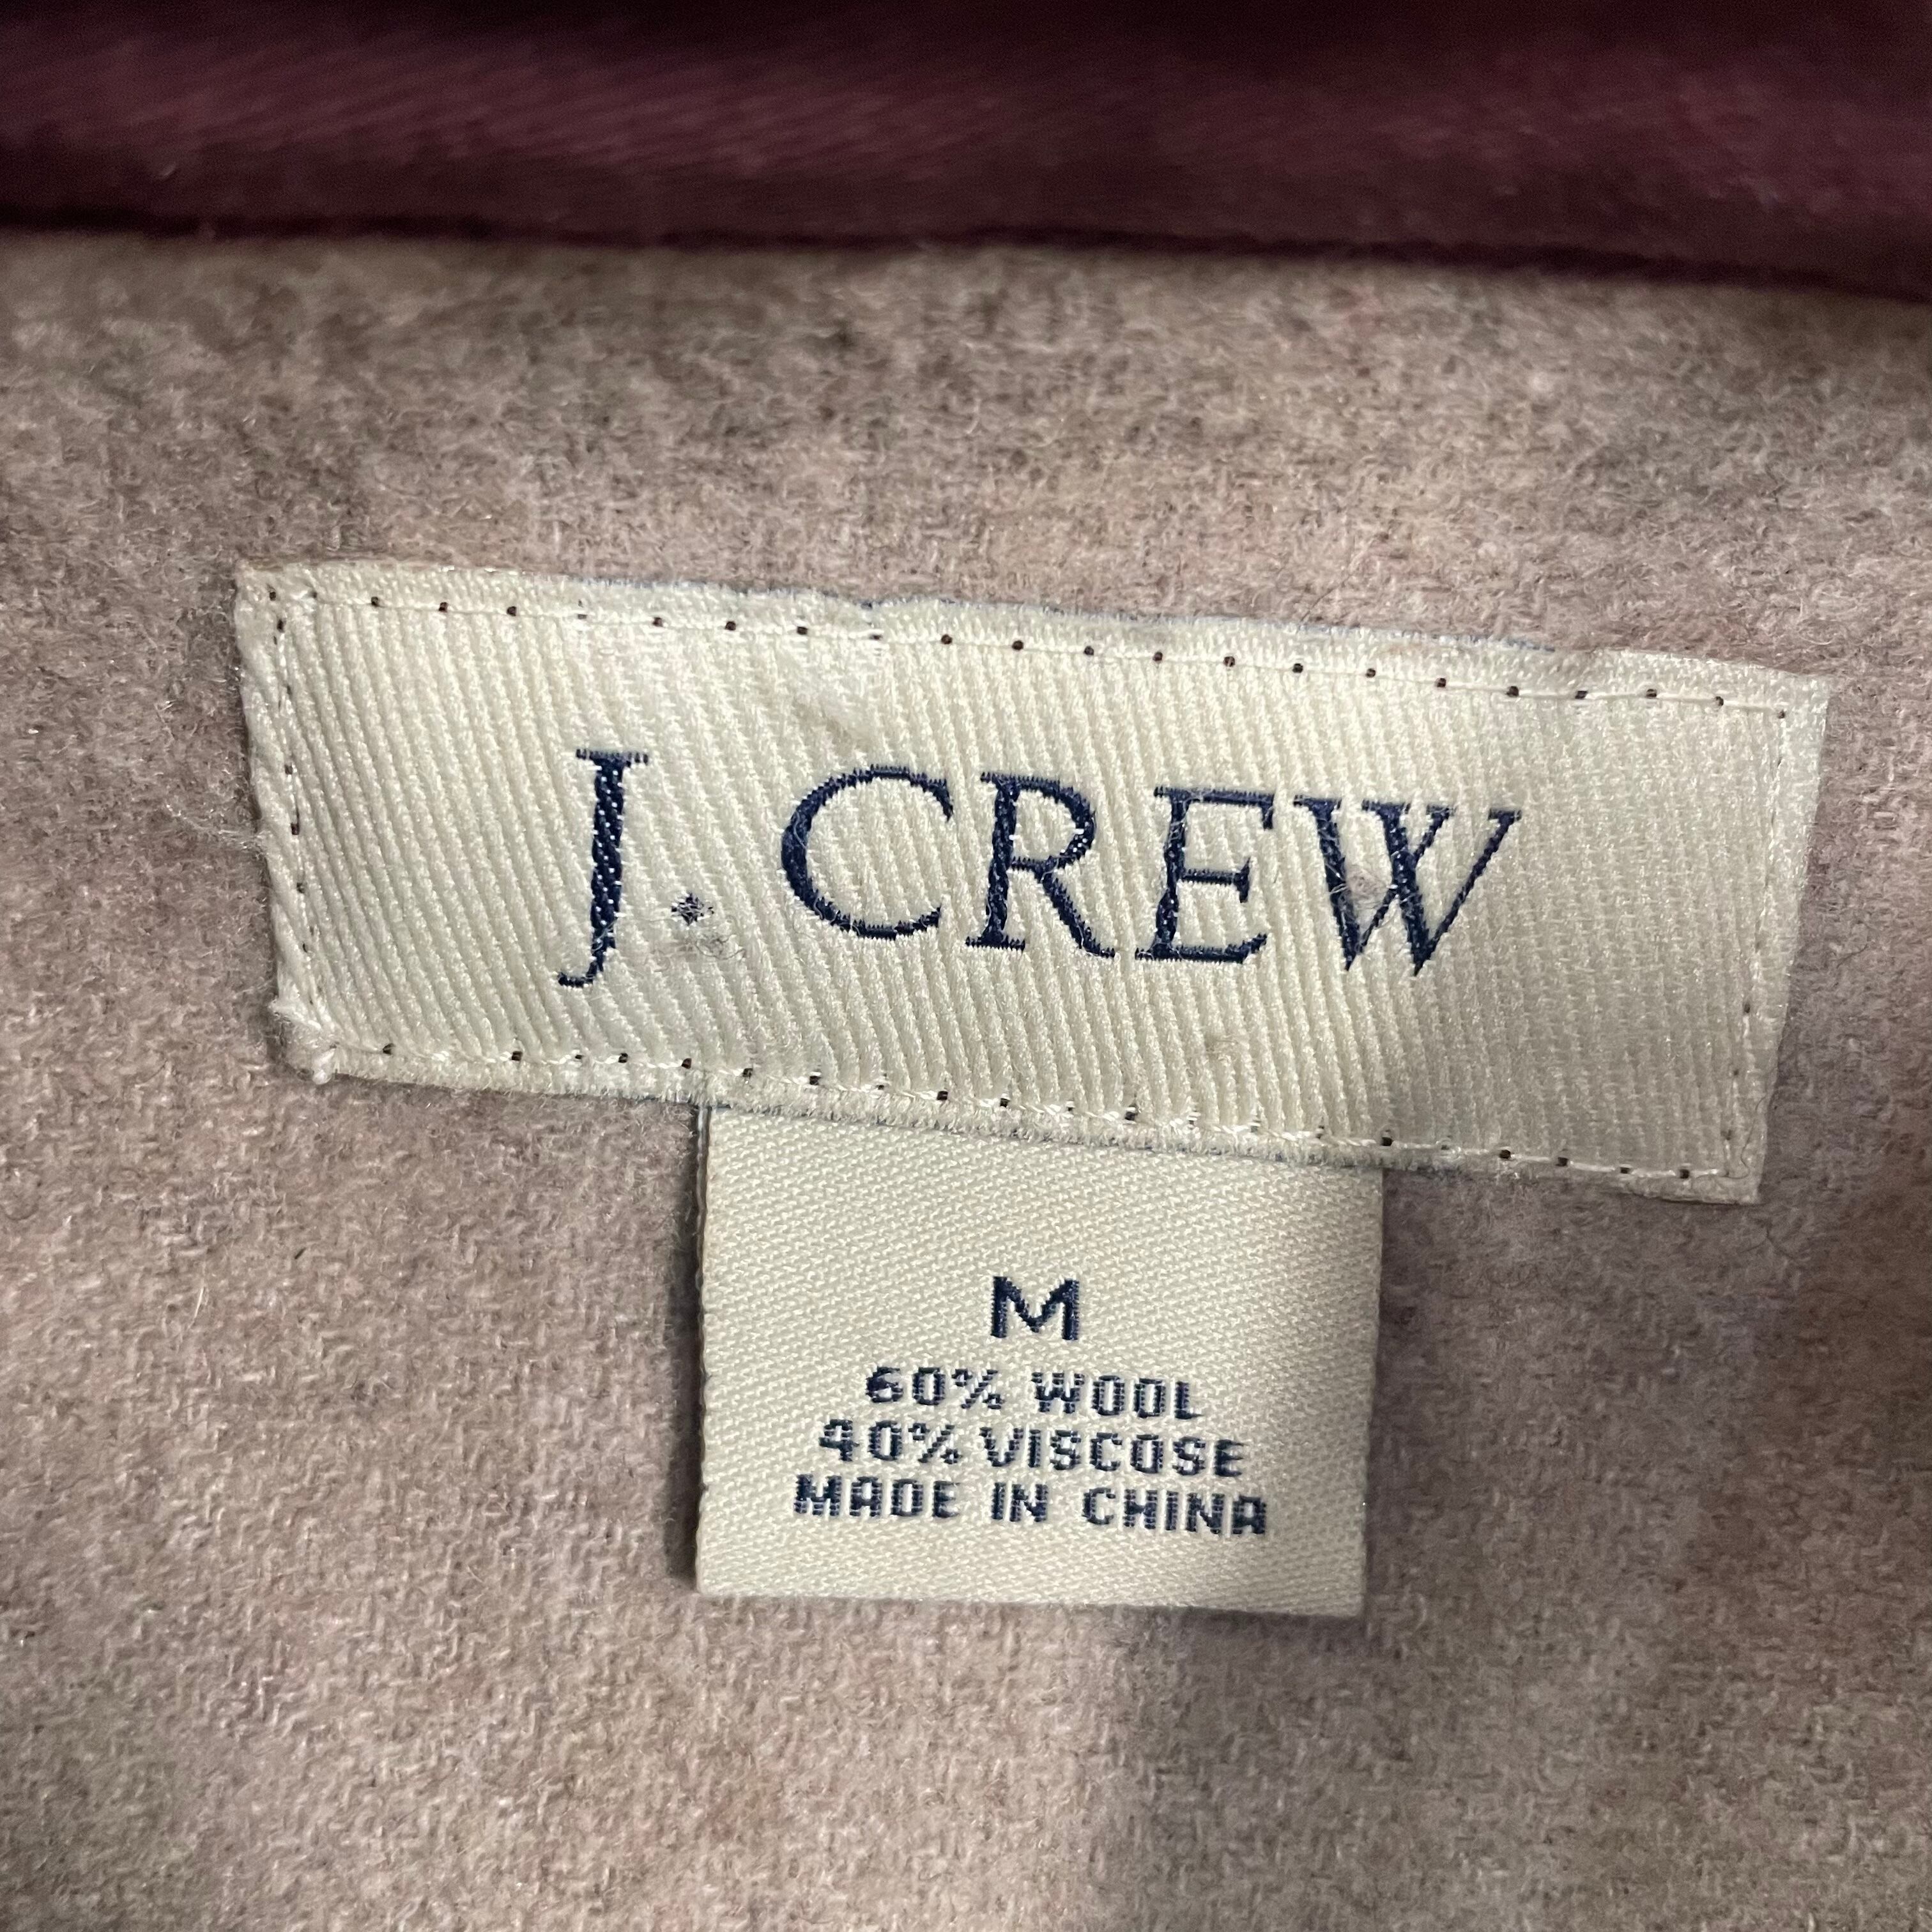 J. CREW
M
60% WOOL
40% VISCOSE
MADE IN CHINA